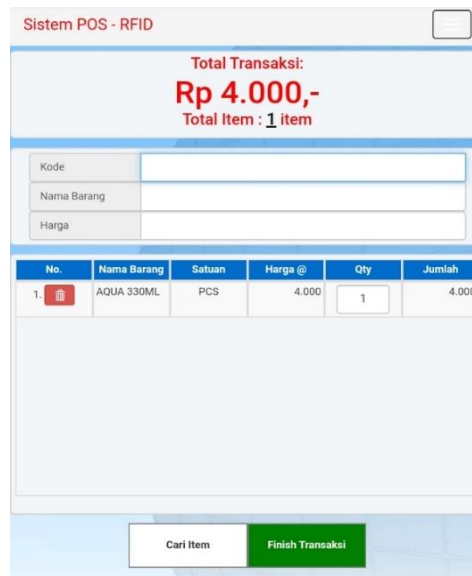 Sistem POS - RFID
Total Transaksi:
Rp 4.000,-
Total Item : 1 item
Kode
Nama Barang
Harga
No. Nama Barang Satuan Harga @ Qty Jumlah
1. AQUA 330ML PCS 4.000 1 4.000
Cari Item Finish Transaksi